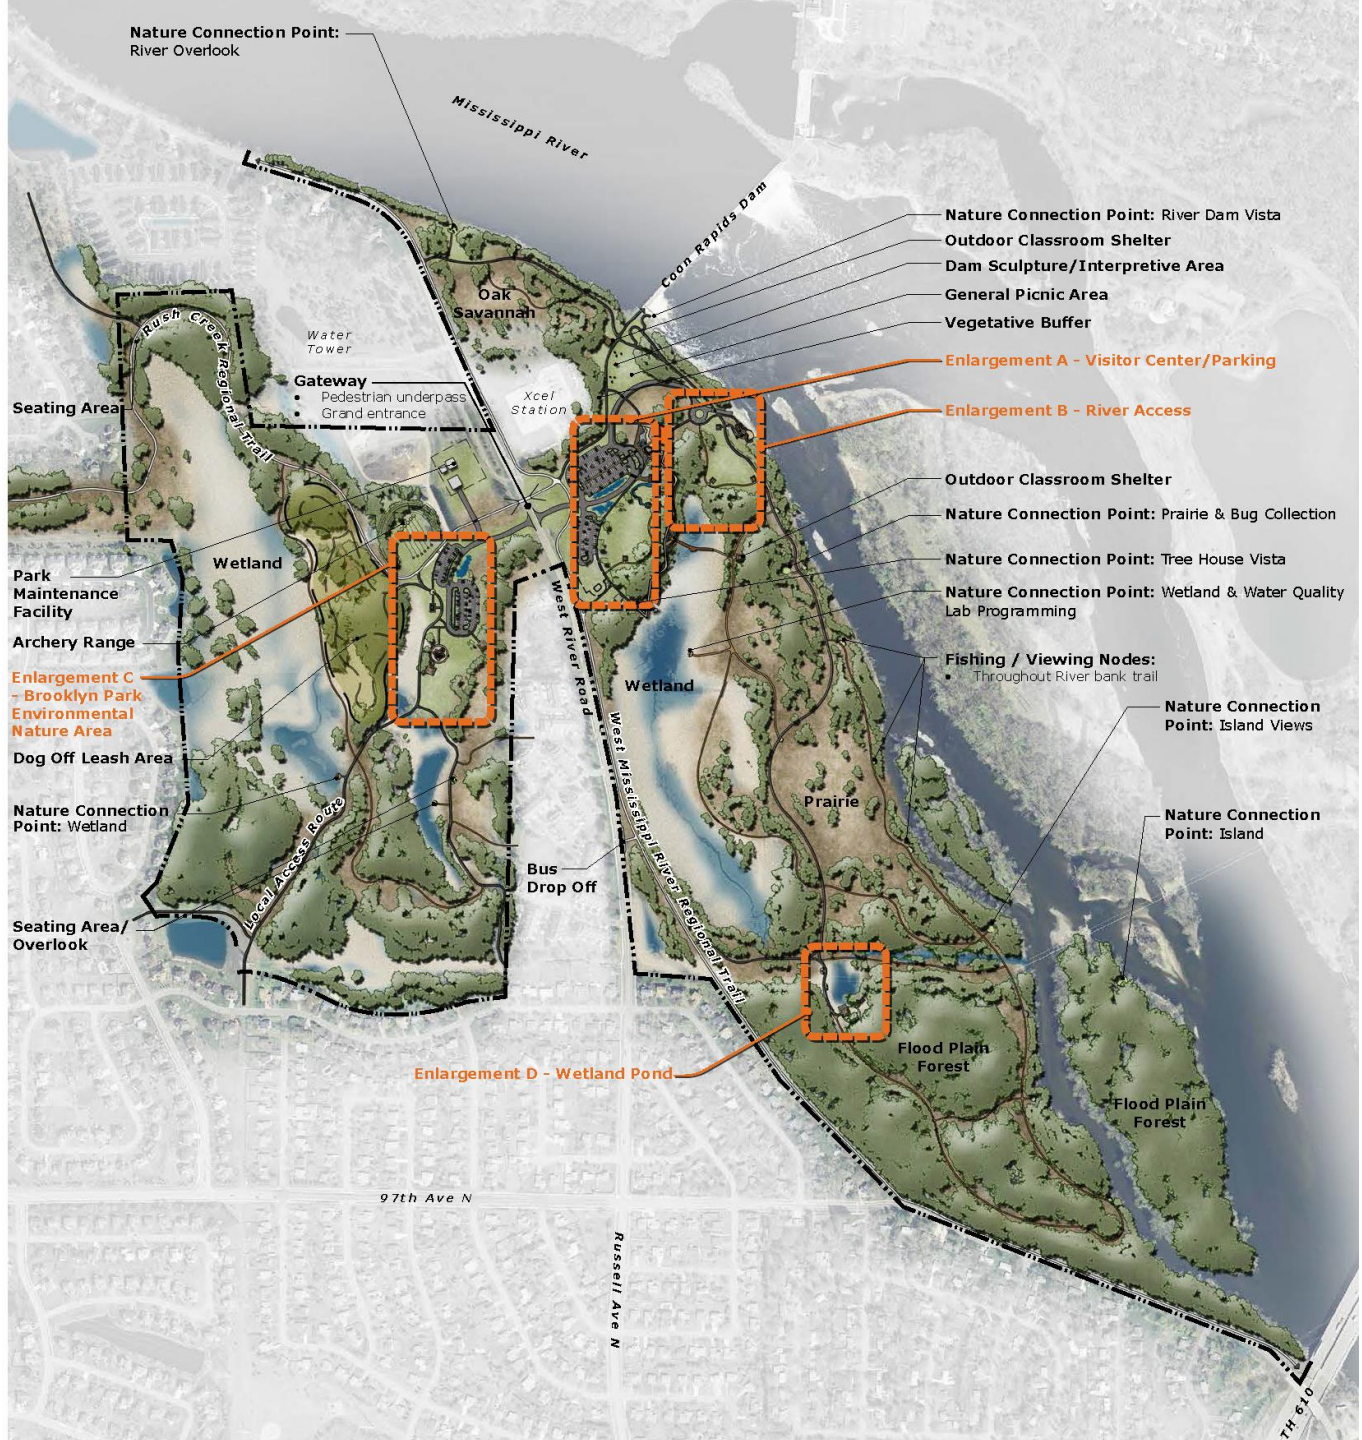 Nature Connection Point:
River Overlook
Mississippi River
Coon Rapids Dam
Nature Connection Point: River Dam Vista
Outdoor Classroom Shelter
Dam Sculpture/Interpretive Area
General Picnic Area
Vegetative Buffer
Enlargement A - Visitor Center/Parking
Enlargement B - River Access
Outdoor Classroom Shelter
Nature Connection Point: Prairie & Bug Collection
Nature Connection Point: Tree House Vista
Nature Connection Point: Wetland & Water Quality
Lab Programming
Fishing / Viewing Nodes:
• Throughout River bank trail
Nature Connection
Point: Island Views
Nature Connection
Point: Island
Oak
Savannah
Water
Tower
Gateway
• Pedestrian underpass
• Grand entrance
Xcel
Station
Rush Creek Regional Trail
Seating Area
Wetland
Park
Maintenance
Facility
Archery Range
Enlargement C
- Brooklyn Park
Environmental
Nature Area
Dog Off Leash Area
Nature Connection
Point: Wetland
Seating Area/
Overlook
Local Access Route
West River Road
Wetland
West Mississippi River Regional Trail
Prairie
Bus
Drop Off
Enlargement D - Wetland Pond
Flood Plain
Forest
Flood Plain
Forest
97th Ave N
Russell Ave N
TH 610